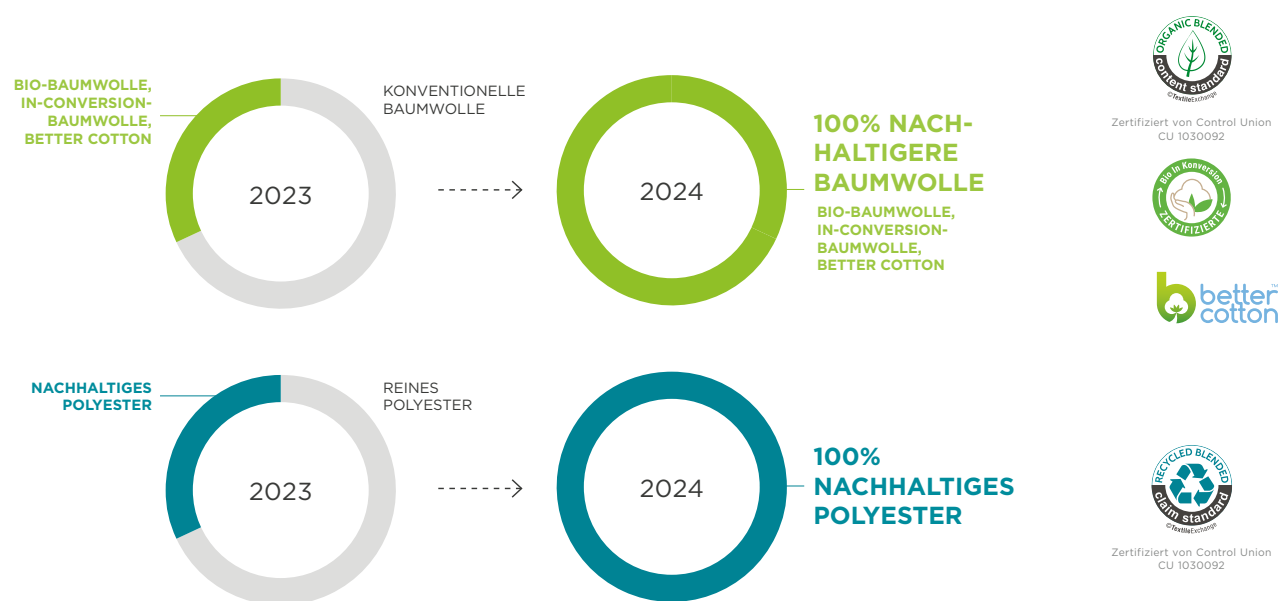 BIO-BAUMWOLLE,
IN-CONVERSION-
BAUMWOLLE,
BETTER COTTON
2023
KONVENTIONELLE
BAUMWOLLE
2024
100% NACH-
HALTIGERE
BAUMWOLLE
BIO-BAUMWOLLE,
IN-CONVERSION-
BAUMWOLLE,
BETTER COTTON
ORGANIC BLENDED
content standard
©TextileExchange
Zertifiziert von Control Union
CU 1030092
Bio In Konversion
ZERTIFIZIERTE
better™
cotton
NACHHALTIGES
POLYESTER
2023
REINES
POLYESTER
2024
100%
NACHHALTIGES
POLYESTER
RECYCLED BLENDED
claim standard
©TextileExchange
Zertifiziert von Control Union
CU 1030092